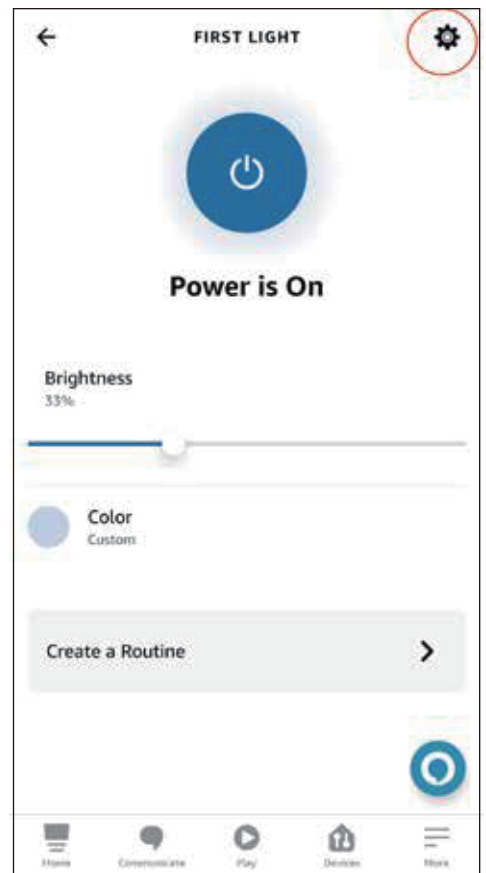 FIRST LIGHT
Power is On
Brightness
33%
Color
Custom
Create a Routine
Home Communicate Play Devices More